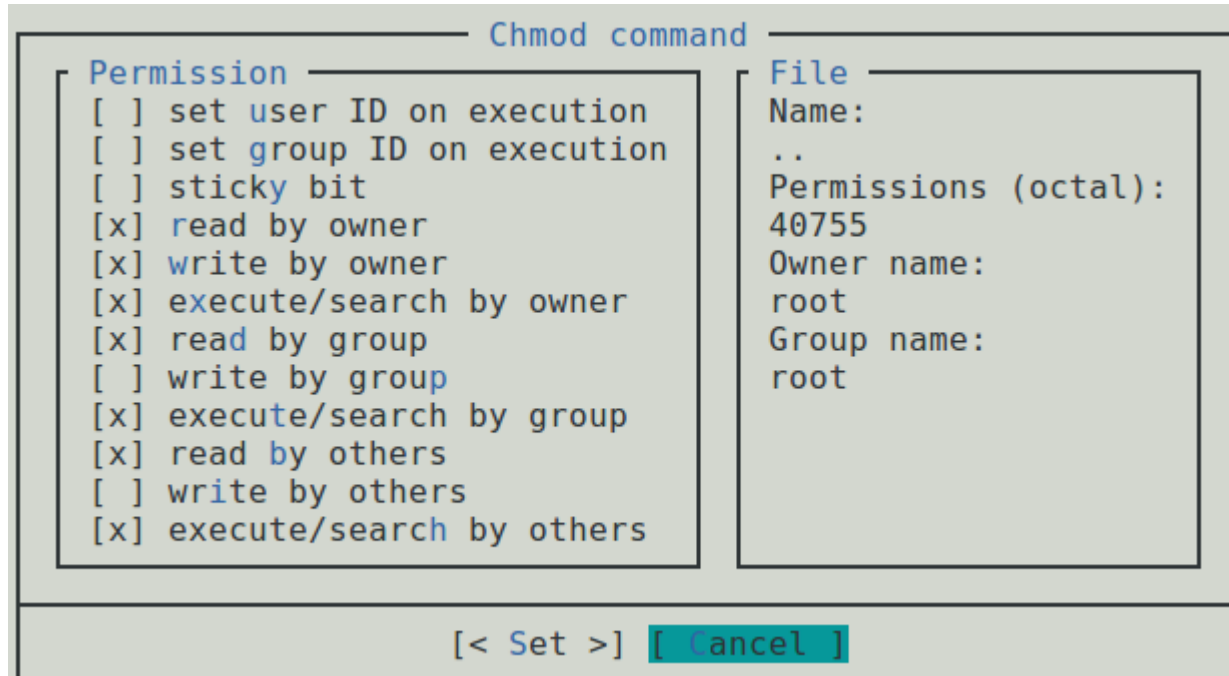 Chmod command
Permission
[ ] set user ID on execution
[ ] set group ID on execution
[ ] sticky bit
[x] read by owner
[x] write by owner
[x] execute/search by owner
[x] read by group
[ ] write by group
[x] execute/search by group
[x] read by others
[ ] write by others
[x] execute/search by others
File
Name:
..
Permissions (octal):
40755
Owner name:
root
Group name:
root
[< Set >] [ Cancel ]